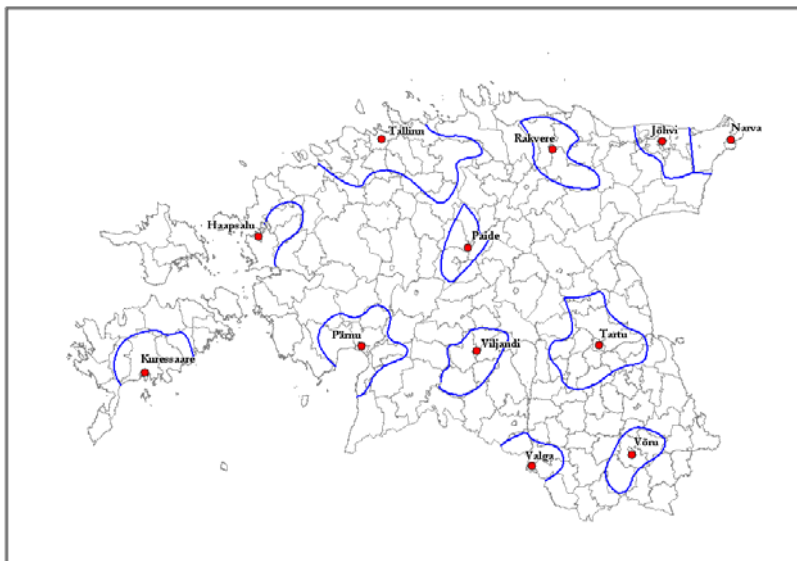 Tallinn
Rakvere
Jõhvi
Narva
Haapsalu
Paide
Pärnu
Viljandi
Tartu
Kuressaare
Valga
Võru